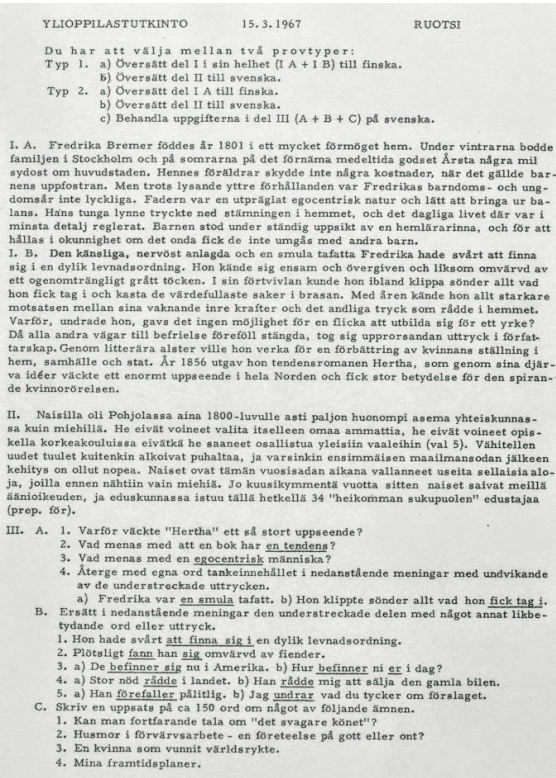 YLIOPPILASTUTKINTO 15.3.1967 RUOTSI
Du har att välja mellan två provtyper:
Typ 1. a) Översätt del I i sin helhet (I A + I B) till finska.
b) Översätt del II till svenska.
Typ 2. a) Översätt del I A till finska.
b) Översätt del II till svenska.
c) Behandla uppgifterna i del III (A + B + C) på svenska.
I. A. Fredrika Bremer föddes år 1801 i ett mycket förmöget hem. Under vintrarna bodde
familjen i Stockholm och på somrarna på det förnäma medeltida godset Årsta några mil
sydost om huvudstaden. Hennes föräldrar skydde inte några kostnader, när det gällde bar-
nens uppfostran. Men trots lysande yttre förhållanden var Fredrikas barndoms- och ung-
domsår inte lyckliga. Fadern var en utpräglat egocentrisk natur och lätt att bringa ur ba-
lans. Hans tunga lynne tryckte ned stämningen i hemmet, och det dagliga livet där var i
minsta detalj reglerat. Barnen stod under ständig uppsikt av en hemlärarinna, och för att
hållas i okunnighet om det onda fick de inte umgås med andra barn.
I. B. Den känsliga, nervöst anlagda och en smula tafatta Fredrika hade svårt att finna
sig i en dylik levnadsordning. Hon kände sig ensam och övergiven och liksom omvärvd av
ett ogenomträngligt grått töcken. I sin förtvivlan kunde hon ibland klippa sönder allt vad
hon fick tag i och kasta de värdefullaste saker i brasan. Med åren kände hon allt starkare
motsatsen mellan sina vaknande inre krafter och det andliga tryck som rådde i hemmet.
Varför, undrade hon, gavs det ingen möjlighet för en flicka att utbilda sig för ett yrke?
Då alla andra vägar till befrielse föreföll stängda, tog sig upprorsandan uttryck i förfat-
tarskap. Genom litterära alster ville hon verka för en förbättring av kvinnans ställning i
hem, samhälle och stat. År 1856 utgav hon tendensromanen Hertha, som genom sina djär-
va idéer väckte ett enormt uppseende i hela Norden och fick stor betydelse för den spiran-
de kvinnorörelsen.
II. Naisilla oli Pohjolassa aina 1800-luvulle asti paljon huonompi asema yhteiskunnas-
sa kuin miehillä. He eivät voineet valita itselleen omaa ammattia, he eivät voineet opis-
kella korkeakouluissa eivätkä he saaneet osallistua yleisiin vaaleihin (val 5). Vähitellen
uudet tuulet kuitenkin alkoivat puhaltaa, ja varsinkin ensimmäisen maailmansodan jälkeen
kehitys on ollut nopea. Naiset ovat tämän vuosisadan aikana vallanneet useita sellaisia alo-
ja, joilla ennen nähtiin vain miehiä. Jo kuusikymmentä vuotta sitten naiset saivat meillä
äänioikeuden, ja eduskunnassa istuu tällä hetkellä 34 "heikomman sukupuolen" edustajaa
(prep. för).
III. A. 1. Varför väckte "Hertha" ett så stort uppseende?
2. Vad menas med att en bok har en tendens?
3. Vad menas med en egocentrisk människa?
4. Återge med egna ord tankeinnehållet i nedanstående meningar med undvikande
av de understreckade uttrycken.
a) Fredrika var en smula tafatt. b) Hon klippte sönder allt vad hon fick tag i.
B. Ersätt i nedanstående meningar den understreckade delen med något annat likbe-
tydande ord eller uttryck.
1. Hon hade svårt att finna sig i en dylik levnadsordning.
2. Plötsligt fann han sig omvärvd av fiender.
3. a) De befinner sig nu i Amerika. b) Hur befinner ni er i dag?
4. a) Stor nöd rådde i landet. b) Han rådde mig att sälja den gamla bilen.
5. a) Han förefaller pålitlig. b) Jag undrar vad du tycker om förslaget.
C. Skriv en uppsats på ca 150 ord om något av följande ämnen.
1. Kan man fortfarande tala om "det svagare könet"?
2. Husmor i förvärvsarbete - en företeelse på gott eller ont?
3. En kvinna som vunnit världsrykte.
4. Mina framtidsplaner.